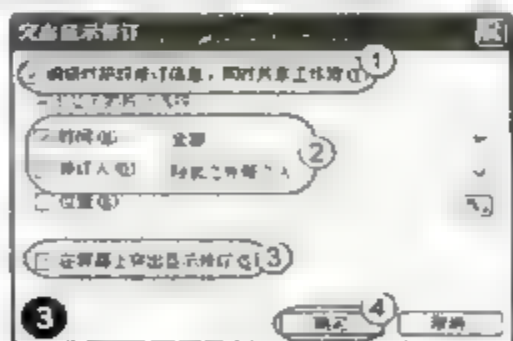 突出显示修订
编辑时跟踪修订信息，同时共享工作簿(T) 1
时间(N) 全部 2
修订人(O) 除我之外每个人
位置(R)
在屏幕上突出显示修订(S) 3
3 确定 4 取消